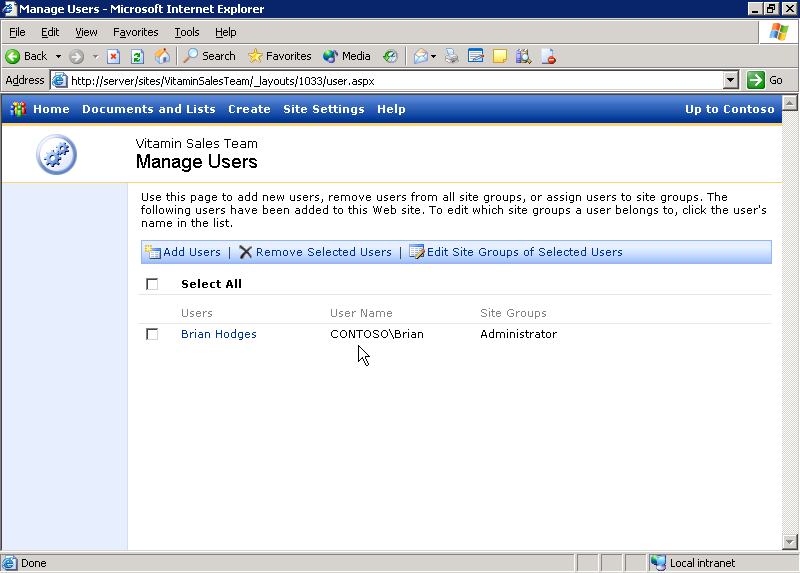 Manage Users - Microsoft Internet Explorer
File Edit View Favorites Tools Help
Back Search Favorites Media
Address http://server/sites/VitaminSalesTeam/_layouts/1033/user.aspx Go
Home Documents and Lists Create Site Settings Help Up to Contoso
Vitamin Sales Team
Manage Users
Use this page to add new users, remove users from all site groups, or assign users to site groups. The
following users have been added to this Web site. To edit which site groups a user belongs to, click the user's
name in the list.
Add Users | Remove Selected Users | Edit Site Groups of Selected Users
Select All
Users User Name Site Groups
Brian Hodges CONTOSO\Brian Administrator
Done Local intranet